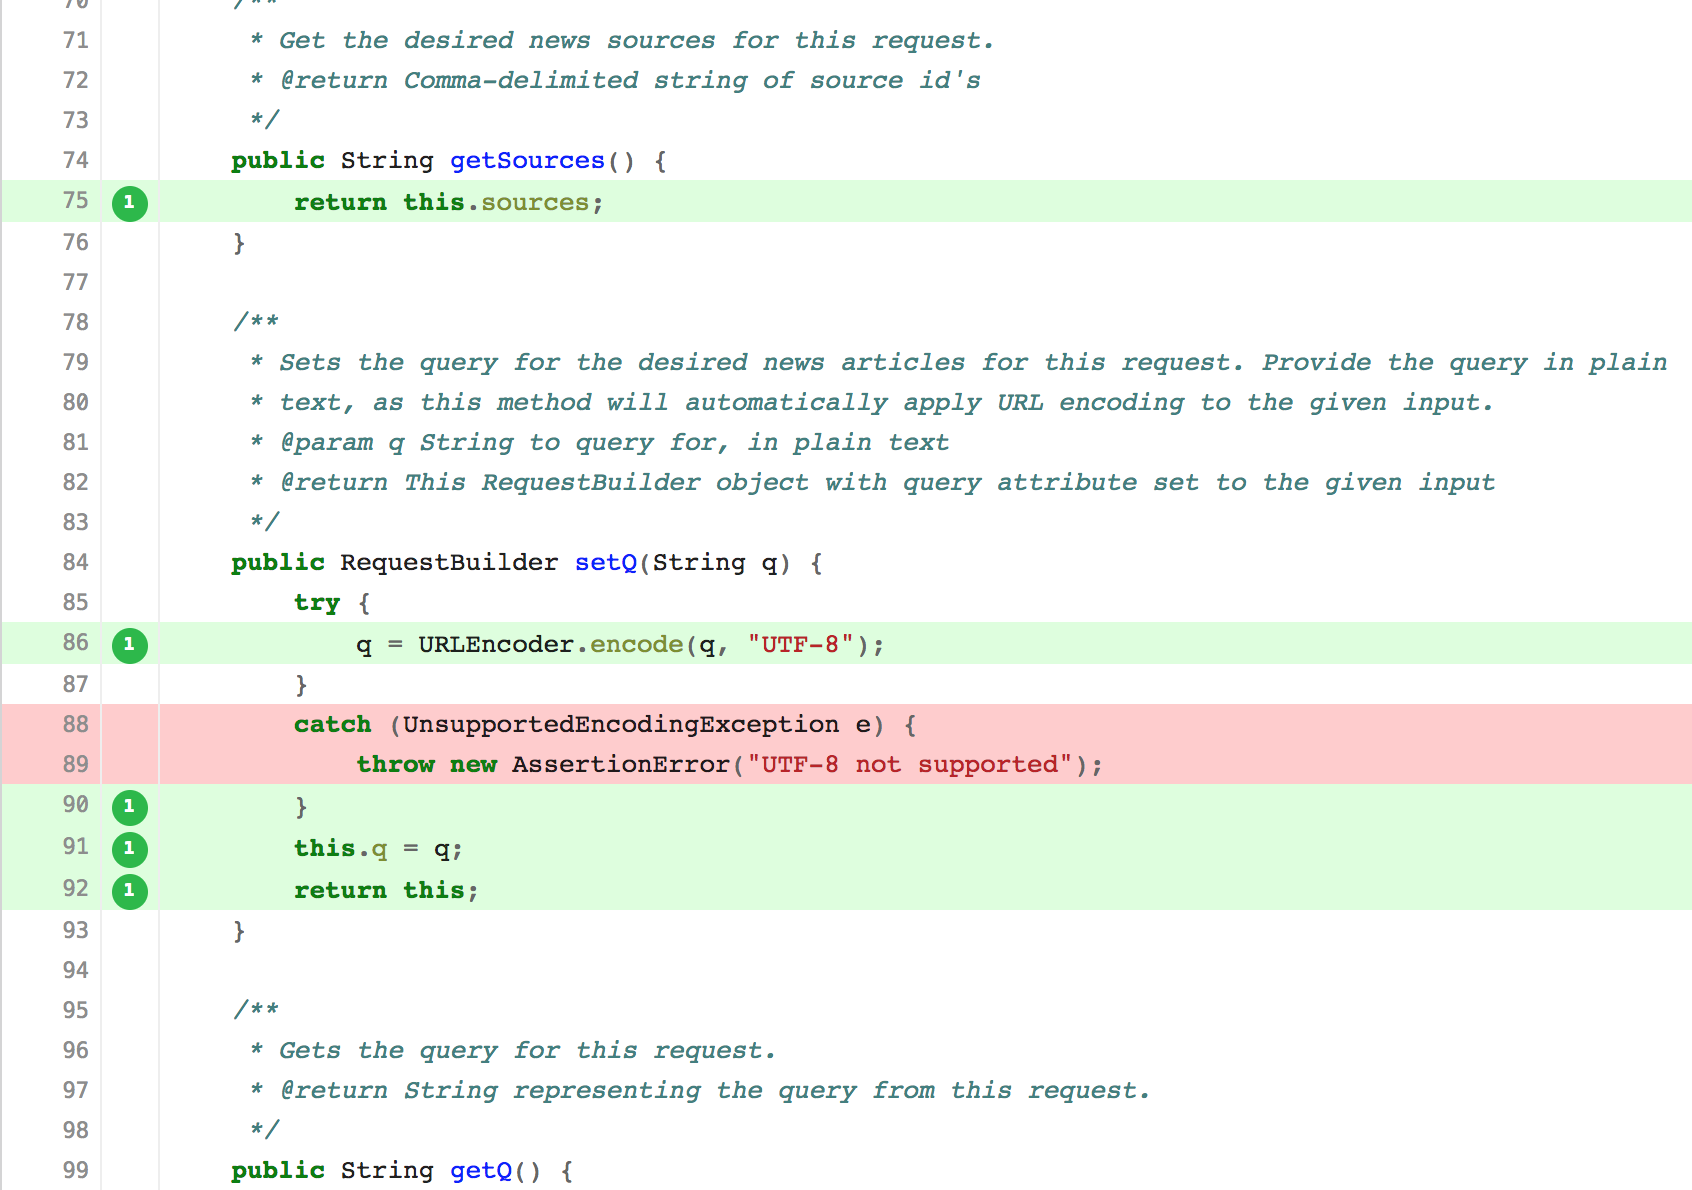 70 /**
71 * Get the desired news sources for this request.
72 * @return Comma-delimited string of source id's
73 */
74 public String getSources() {
75 1 return this.sources;
76 }
77
78 /**
79 * Sets the query for the desired news articles for this request. Provide the query in plain
80 * text, as this method will automatically apply URL encoding to the given input.
81 * @param q String to query for, in plain text
82 * @return This RequestBuilder object with query attribute set to the given input
83 */
84 public RequestBuilder setQ(String q) {
85 try {
86 1 q = URLEncoder.encode(q, "UTF-8");
87 }
88 catch (UnsupportedEncodingException e) {
89 throw new AssertionError("UTF-8 not supported");
90 1 }
91 1 this.q = q;
92 1 return this;
93 }
94
95 /**
96 * Gets the query for this request.
97 * @return String representing the query from this request.
98 */
99 public String getQ() {